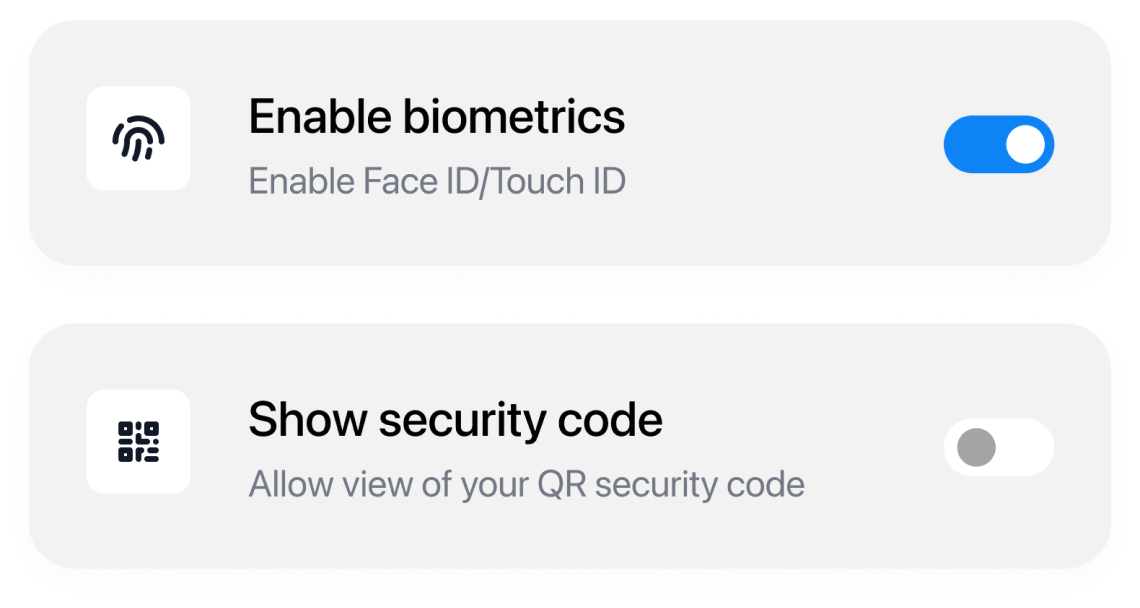 Enable biometrics
Enable Face ID/Touch ID
Show security code
Allow view of your QR security code